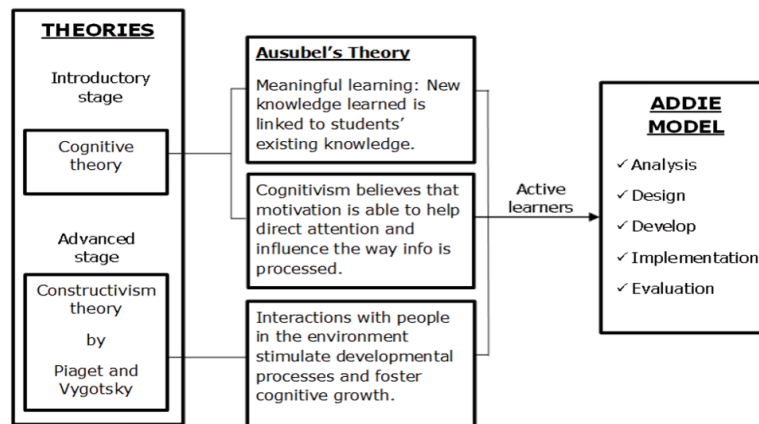 THEORIES
Introductory
stage
Cognitive
theory
Advanced
stage
Constructivism
theory
by
Piaget and
Vygotsky
Ausubel's Theory
Meaningful learning: New
knowledge learned is
linked to students'
existing knowledge.
Cognitivism believes that
motivation is able to help
direct attention and
influence the way info is
processed.
Interactions with people
in the environment
stimulate developmental
processes and foster
cognitive growth.
Active
learners
ADDIE
MODEL
✓ Analysis
✓ Design
✓ Develop
✓ Implementation
✓ Evaluation